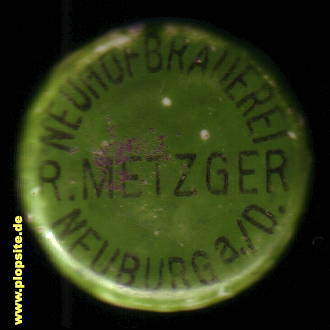 NEUHOFBRAUEREI
R. METZGER
NEUBURG a./D.
© www.plopsite.de